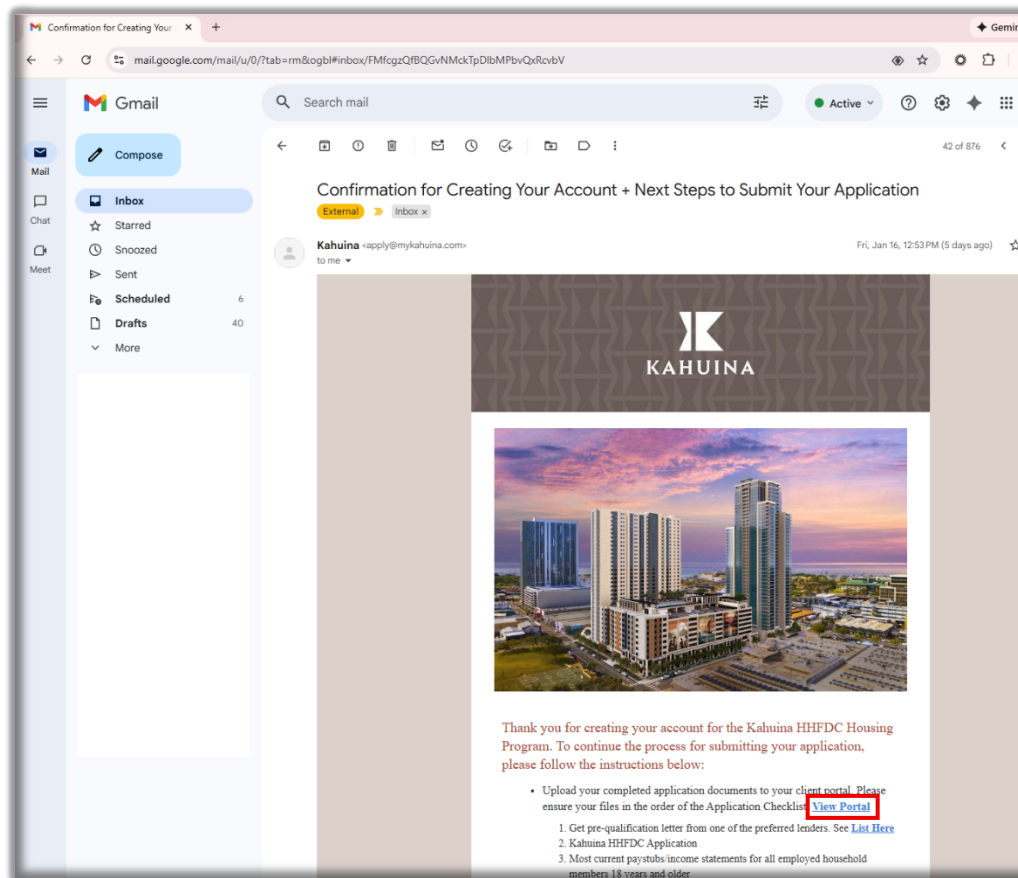 Confirmation for Creating Your
Gemin
mail.google.com/mail/u/0/?tab=rm&ogbl#inbox/FMfcgzQfBQGvNMckTpDlbMPbvQxRcvbV
Gmail
Search mail
Active
Mail
Compose
42 of 876
Inbox
Chat
Starred
Snoozed
Meet
Sent
Scheduled 6
Drafts 40
More
Confirmation for Creating Your Account + Next Steps to Submit Your Application
External Inbox x
Kahuina <apply@mykahuina.com> Fri, Jan 16, 12:53 PM (5 days ago)
to me
KAHUINA
Thank you for creating your account for the Kahuina HHFDC Housing
Program. To continue the process for submitting your application,
please follow the instructions below:
• Upload your completed application documents to your client portal. Please
ensure your files in the order of the Application Checklist View Portal
1. Get pre-qualification letter from one of the preferred lenders. See List Here
2. Kahuina HHFDC Application
3. Most current paystubs/income statements for all employed household
members 18 years and older